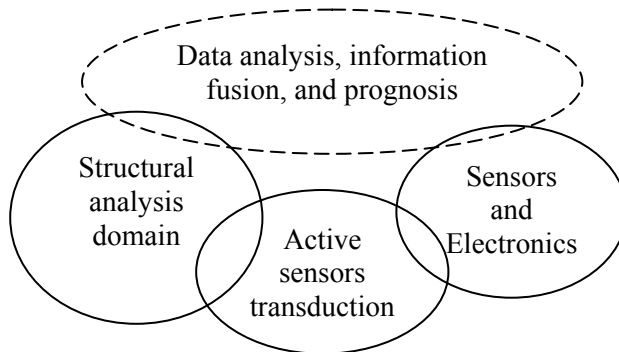 Data analysis, information
fusion, and prognosis
Structural
analysis
domain
Active
sensors
transduction
Sensors
and
Electronics